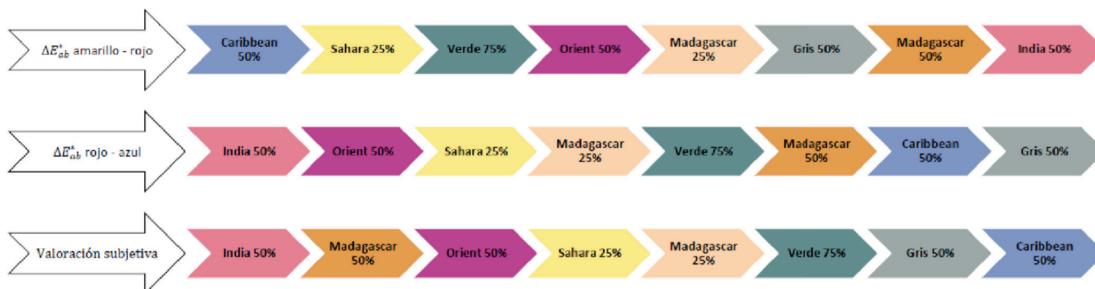 ΔE*ab amarillo - rojo
Caribbean
50%
Sahara 25%
Verde 75%
Orient 50%
Madagascar
25%
Gris 50%
Madagascar
50%
India 50%
ΔE*ab rojo - azul
India 50%
Orient 50%
Sahara 25%
Madagascar
25%
Verde 75%
Madagascar
50%
Caribbean
50%
Gris 50%
Valoración subjetiva
India 50%
Madagascar
50%
Orient 50%
Sahara 25%
Madagascar
25%
Verde 75%
Gris 50%
Caribbean
50%